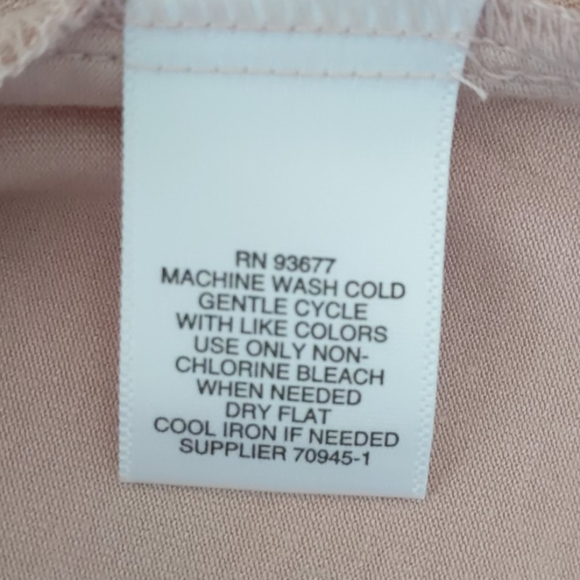 RN 93677
MACHINE WASH COLD
GENTLE CYCLE
WITH LIKE COLORS
USE ONLY NON-
CHLORINE BLEACH
WHEN NEEDED
DRY FLAT
COOL IRON IF NEEDED
SUPPLIER 70945-1